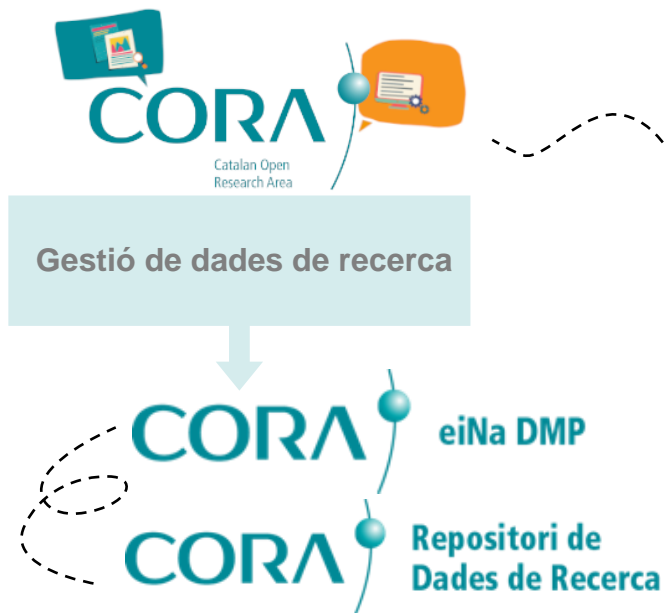 CORA
Catalan Open
Research Area
Gestió de dades de recerca
CORA
eiNa DMP
CORA
Repositori de
Dades de Recerca